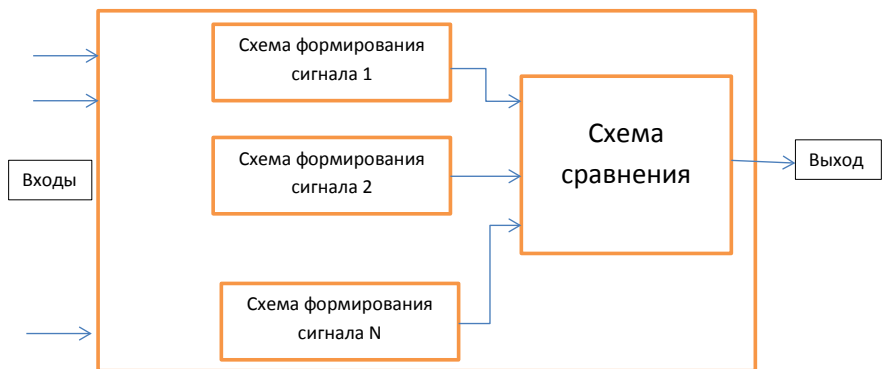 Схема формирования
сигнала 1
Схема формирования
сигнала 2
Схема формирования
сигнала N
Схема
сравнения
Входы
Выход